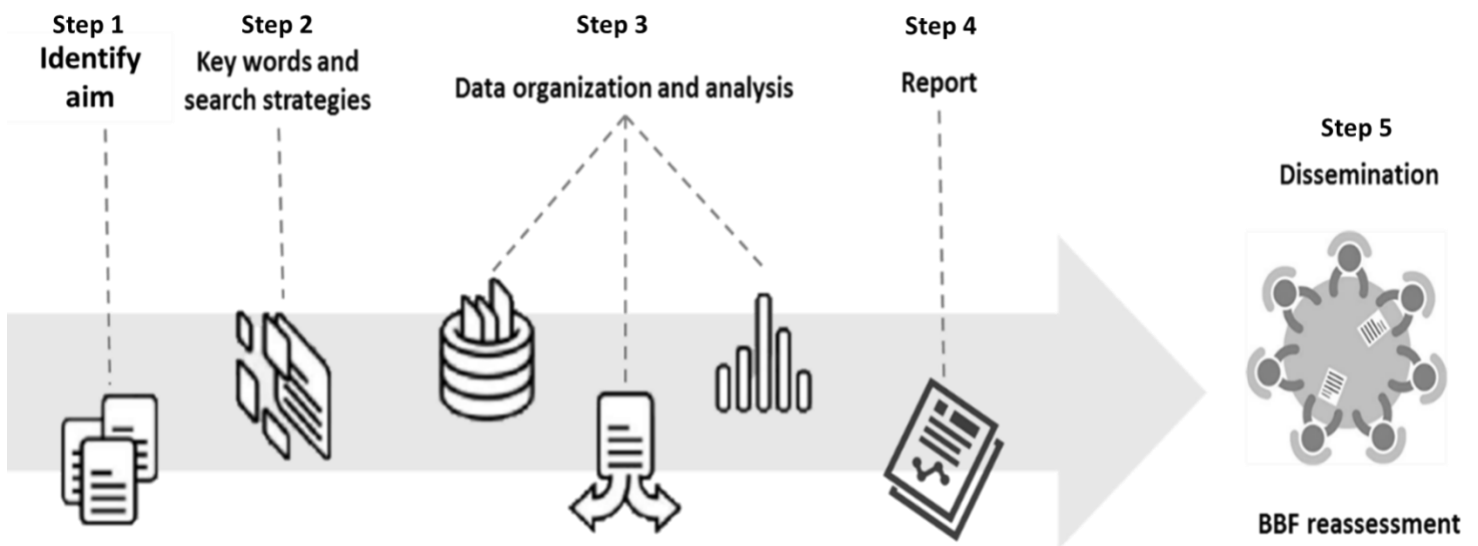 Step 1
Identify
aim
Step 2
Key words and
search strategies
Step 3
Data organization and analysis
Step 4
Report
Step 5
Dissemination
BBF reassessment